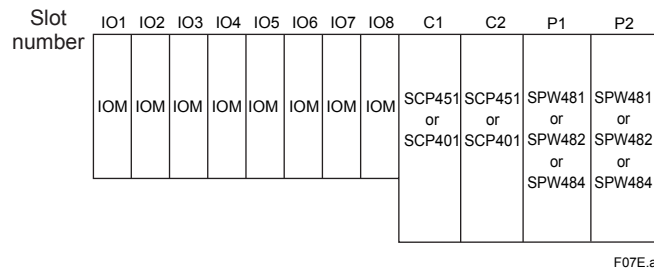 Slot
number
IO1 IO2 IO3 IO4 IO5 IO6 IO7 IO8 C1 C2 P1 P2
IOM IOM IOM IOM IOM IOM IOM IOM
SCP451
or
SCP401
SCP451
or
SCP401
SPW481
or
SPW482
or
SPW484
SPW481
or
SPW482
or
SPW484
F07E.a